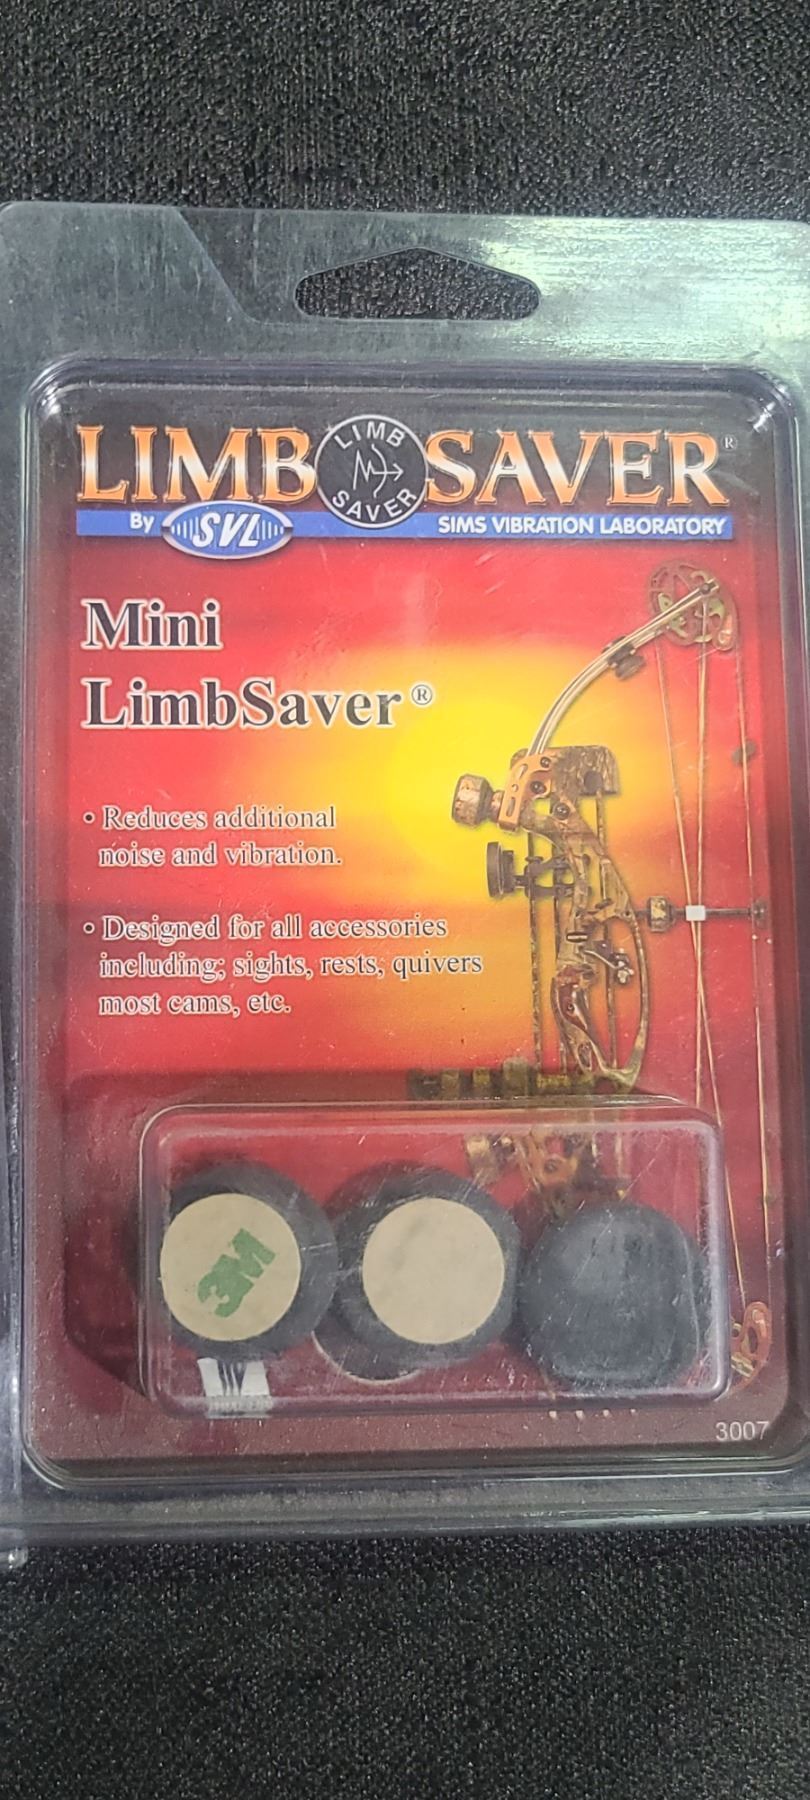 LIMB LIMB SAVER SAVER®
By SVL SIMS VIBRATION LABORATORY
Mini
LimbSaver®
• Reduces additional
noise and vibration.
• Designed for all accessories
including; sights, rests, quivers
most cams, etc.
3M
3007